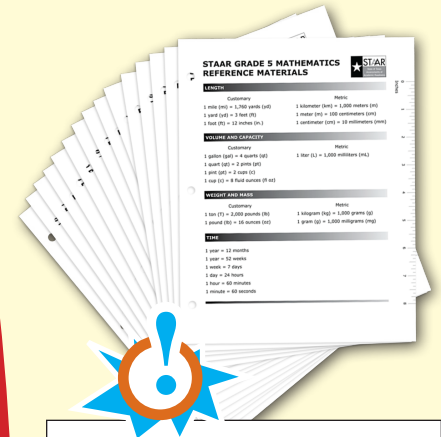 STAAR GRADE 5 MATHEMATICS
REFERENCE MATERIALS
STAAR
LENGTH
Customary Metric
1 mile (mi) = 1,760 yards (yd) 1 kilometer (km) = 1,000 meters (m)
1 yard (yd) = 3 feet (ft) 1 meter (m) = 100 centimeters (cm)
1 foot (ft) = 12 inches (in.) 1 centimeter (cm) = 10 millimeters (mm)
VOLUME AND CAPACITY
Customary Metric
1 gallon (gal) = 4 quarts (qt) 1 liter (L) = 1,000 milliliters (mL)
1 quart (qt) = 2 pints (pt)
1 pint (pt) = 2 cups (c)
1 cup (c) = 8 fluid ounces (fl oz)
WEIGHT AND MASS
Customary Metric
1 ton (T) = 2,000 pounds (lb) 1 kilogram (kg) = 1,000 grams (g)
1 pound (lb) = 16 ounces (oz) 1 gram (g) = 1,000 milligrams (mg)
TIME
1 year = 12 months
1 year = 52 weeks
1 week = 7 days
1 day = 24 hours
1 hour = 60 minutes
1 minute = 60 seconds
Inches